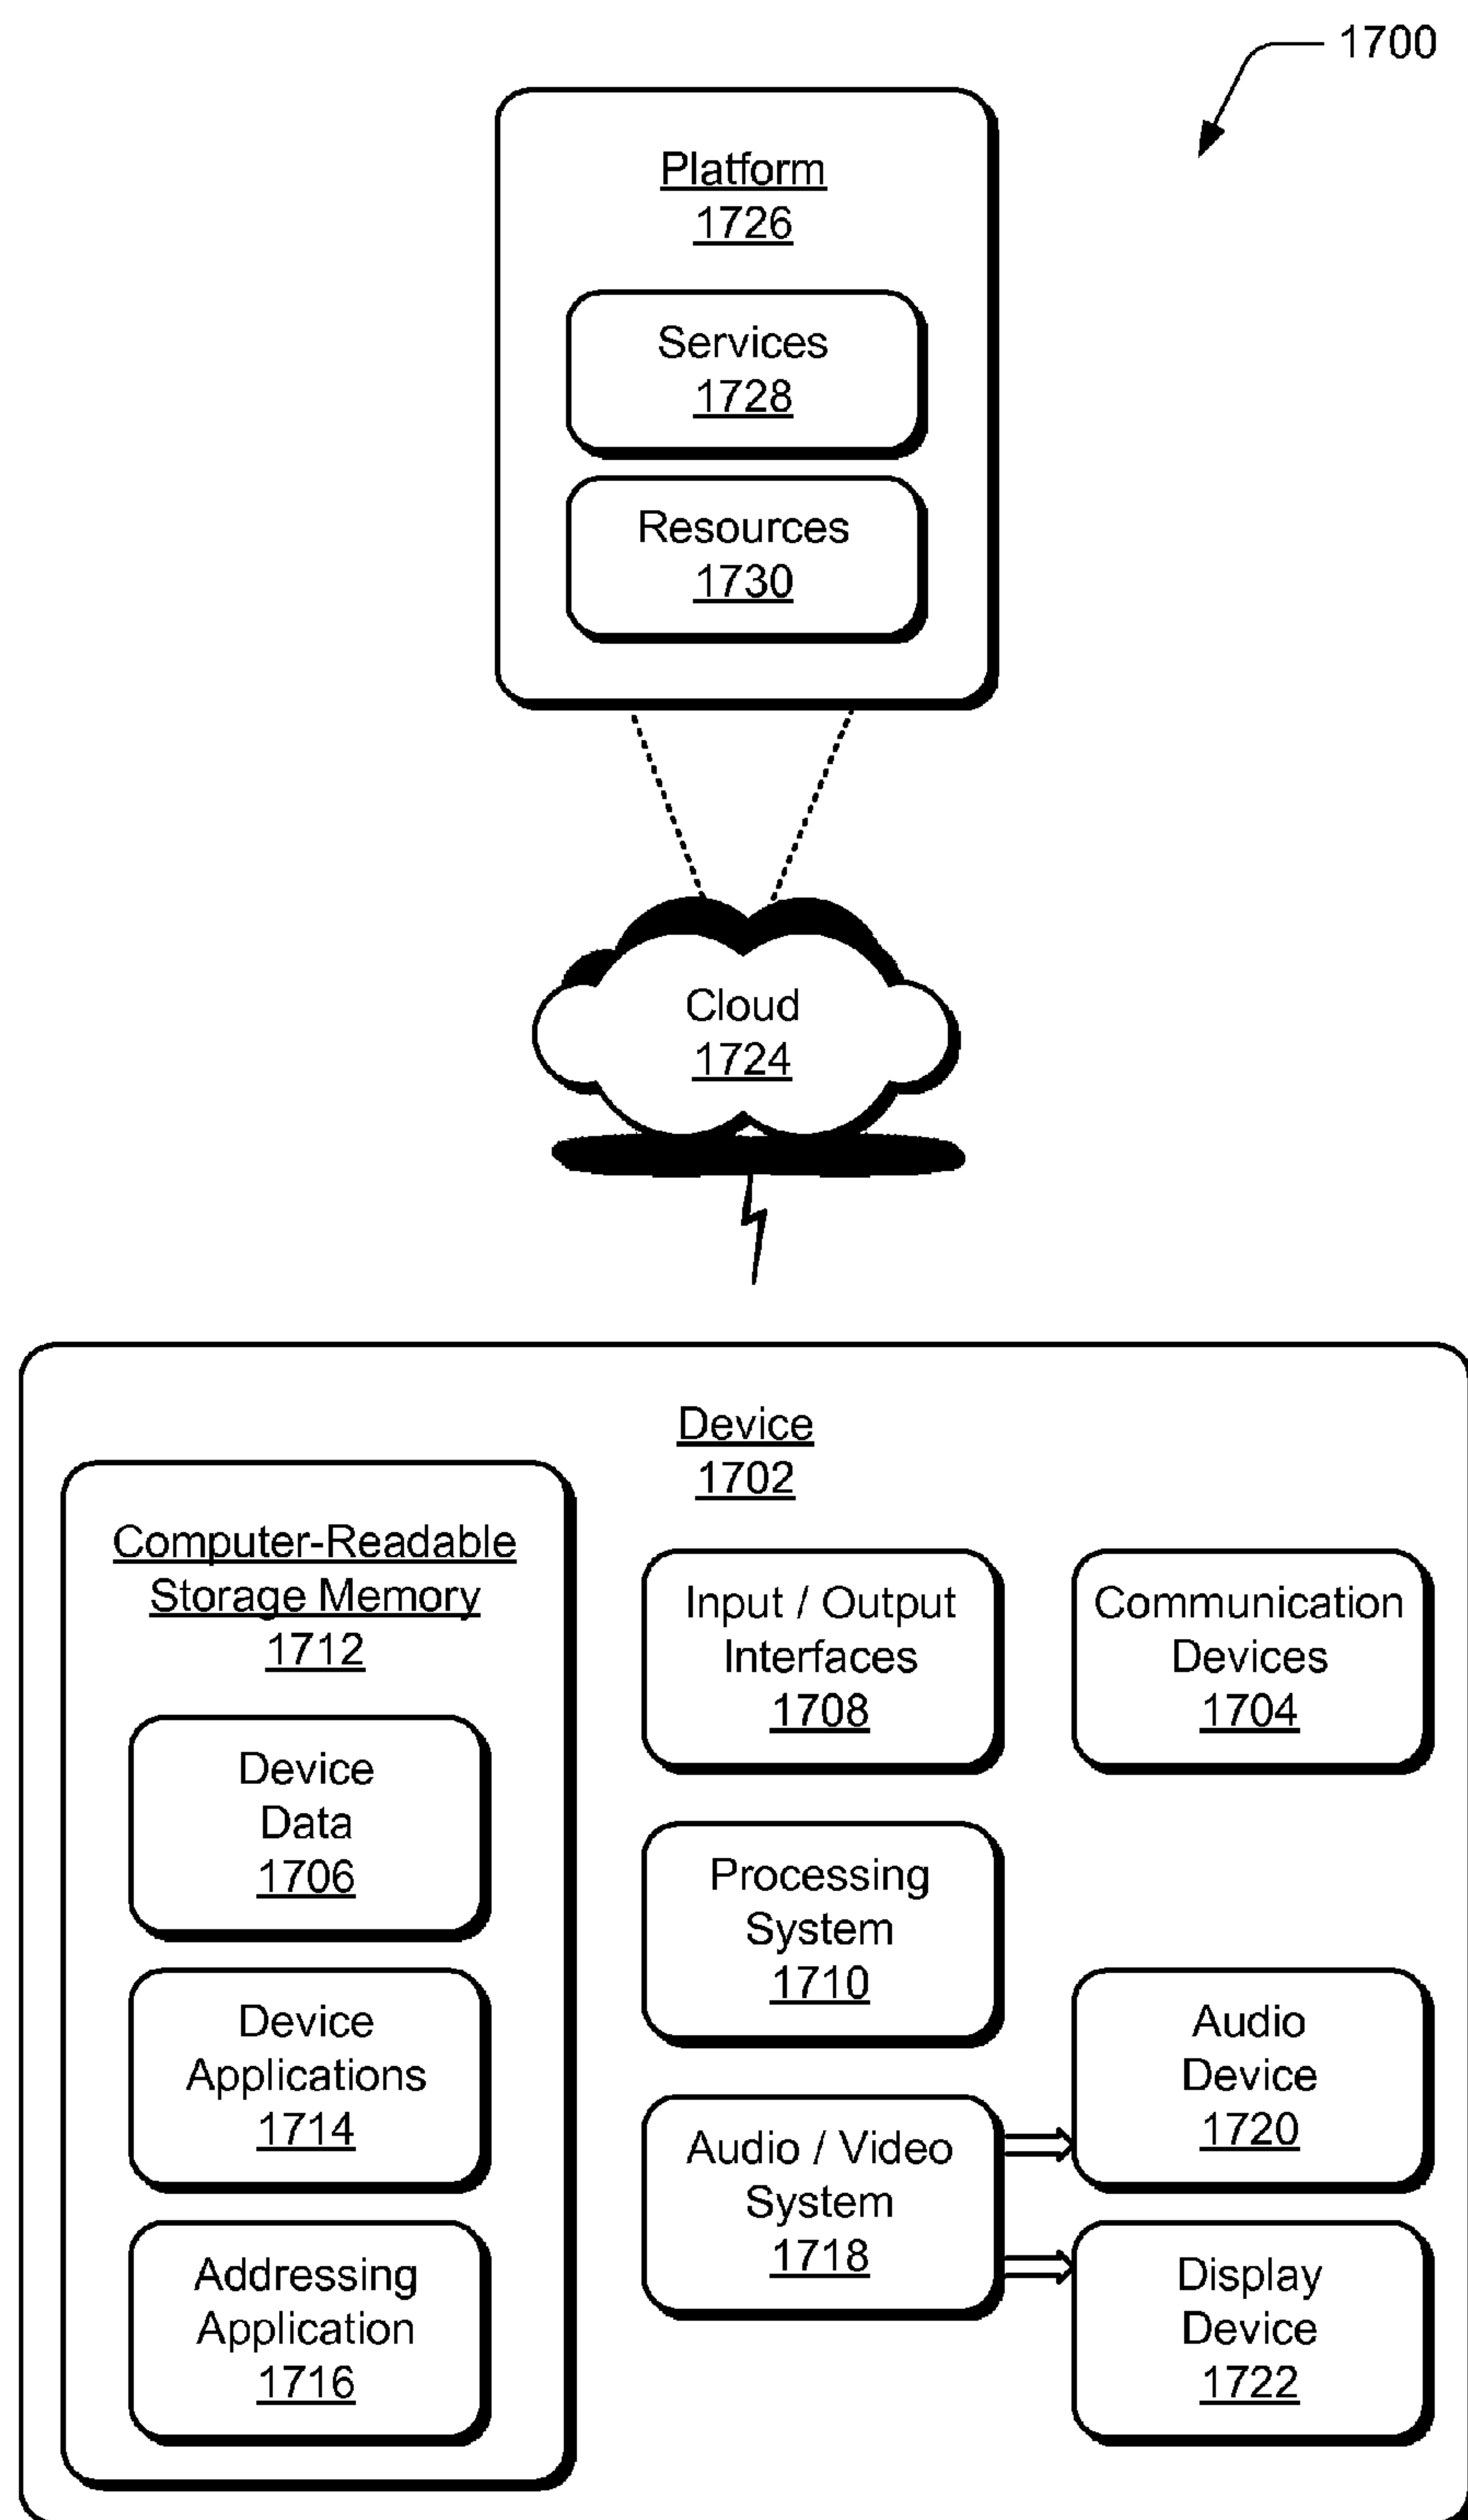 1700
Platform
1726
Services
1728
Resources
1730
Cloud
1724
Device
1702
Computer-Readable
Storage Memory
1712
Device
Data
1706
Device
Applications
1714
Addressing
Application
1716
Input / Output
Interfaces
1708
Processing
System
1710
Audio / Video
System
1718
Communication
Devices
1704
Audio
Device
1720
Display
Device
1722